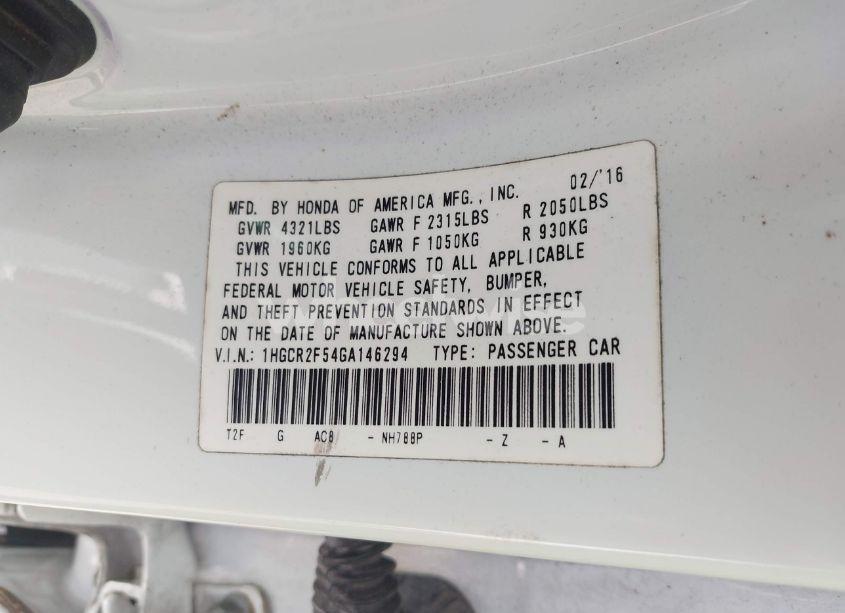 MFD. BY HONDA OF AMERICA MFG., INC. 02/'16
GVWR 4321LBS GAWR F 2315LBS R 2050LBS
GVWR 1960KG GAWR F 1050KG R 930KG
THIS VEHICLE CONFORMS TO ALL APPLICABLE
FEDERAL MOTOR VEHICLE SAFETY, BUMPER,
AND THEFT PREVENTION STANDARDS IN EFFECT
ON THE DATE OF MANUFACTURE SHOWN ABOVE.
V.I.N.: 1HGCR2F54GA146294 TYPE: PASSENGER CAR
T2F G AC8 - NH788P - Z - A